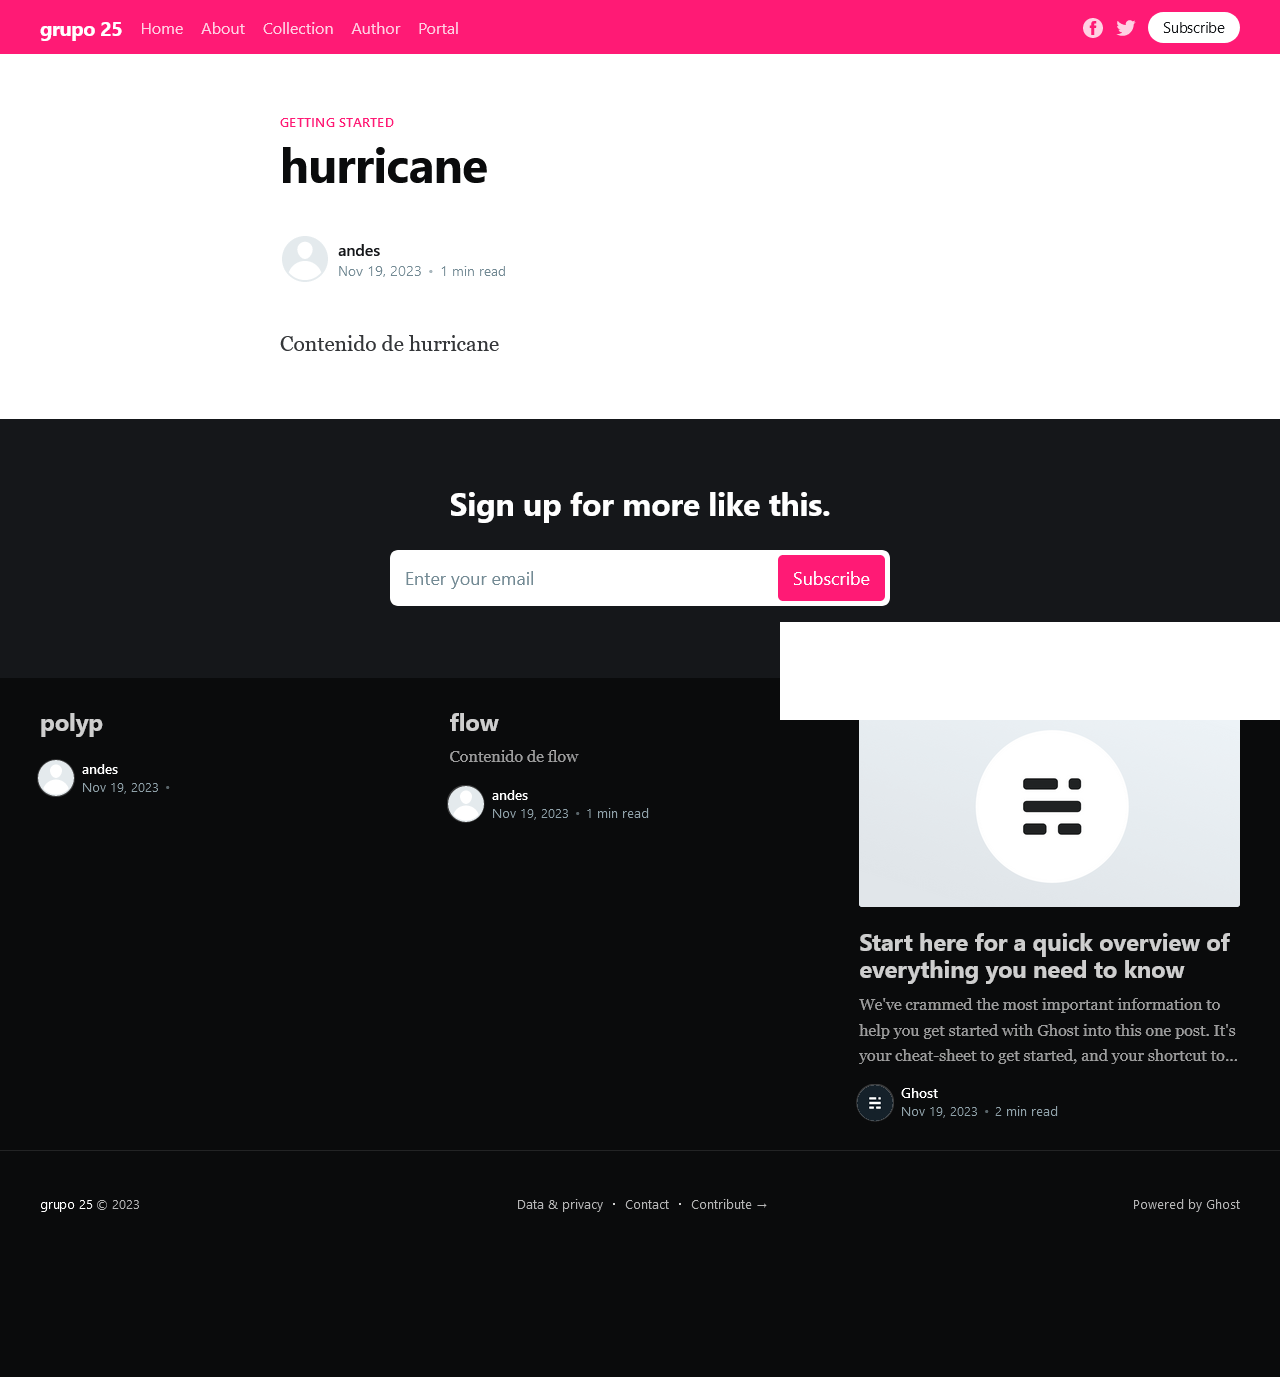 grupo 25 Home About Collection Author Portal Subscribe
GETTING STARTED
hurricane
andes
Nov 19, 2023 • 1 min read
Contenido de hurricane
Sign up for more like this.
Enter your email Subscribe
polyp
andes
Nov 19, 2023 •
flow
Contenido de flow
andes
Nov 19, 2023 • 1 min read
Start here for a quick overview of
everything you need to know
We've crammed the most important information to
help you get started with Ghost into this one post. It's
your cheat-sheet to get started, and your shortcut to…
Ghost
Nov 19, 2023 • 2 min read
grupo 25 © 2023
Data & privacy • Contact • Contribute →
Powered by Ghost